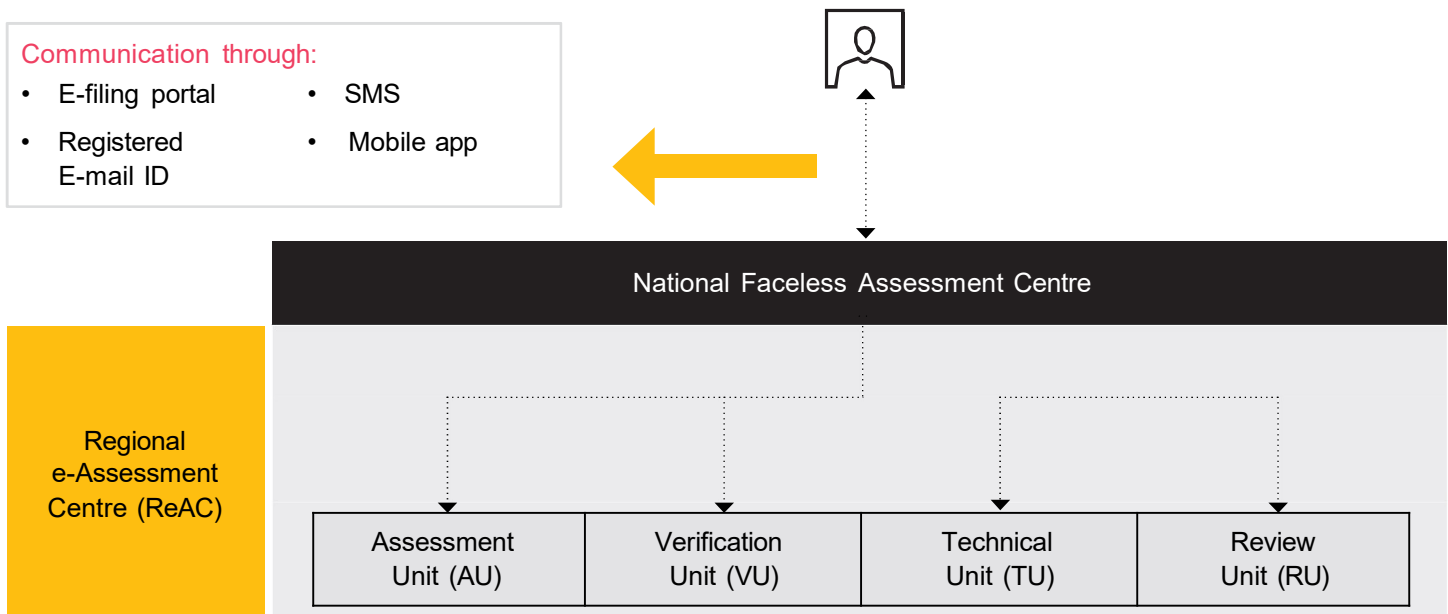 Communication through:
• E-filing portal
• SMS
• Registered
E-mail ID
• Mobile app
National Faceless Assessment Centre
Regional
e-Assessment
Centre (ReAC)
Assessment
Unit (AU)
Verification
Unit (VU)
Technical
Unit (TU)
Review
Unit (RU)